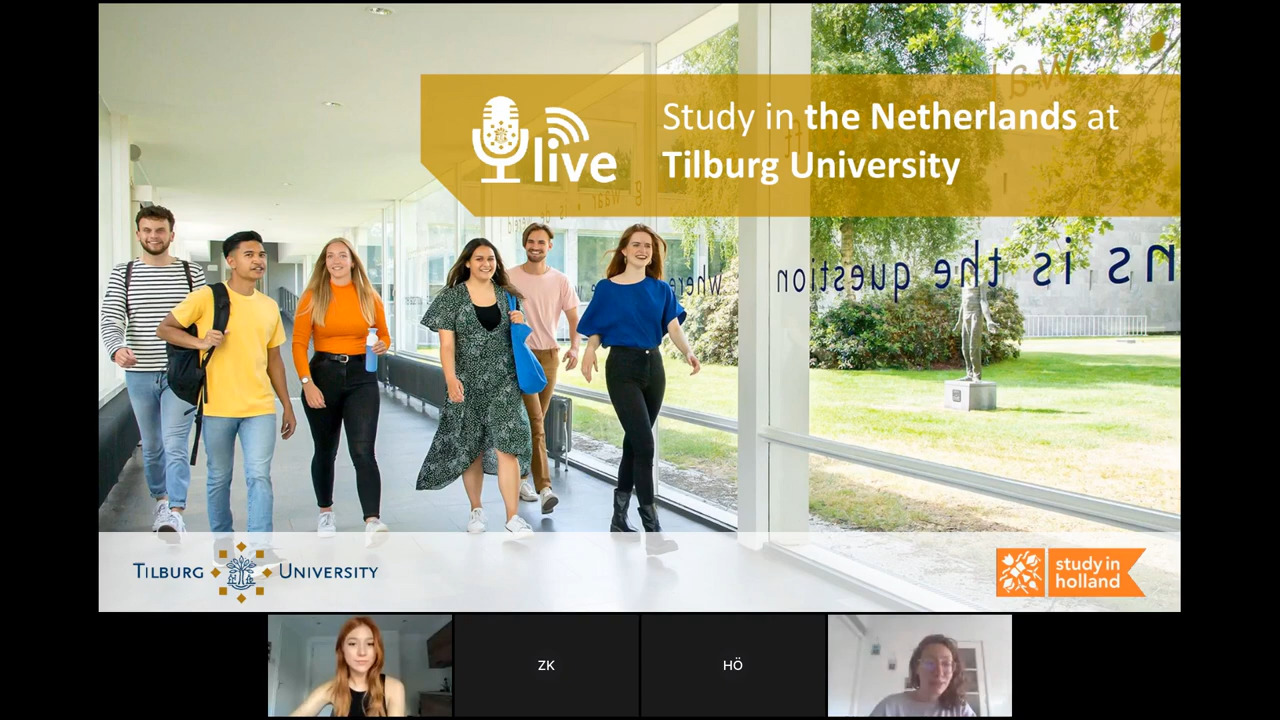 live
Study in the Netherlands at
Tilburg University
where
ns is the question
TILBURG UNIVERSITY
study in
holland
ZK
HÖ